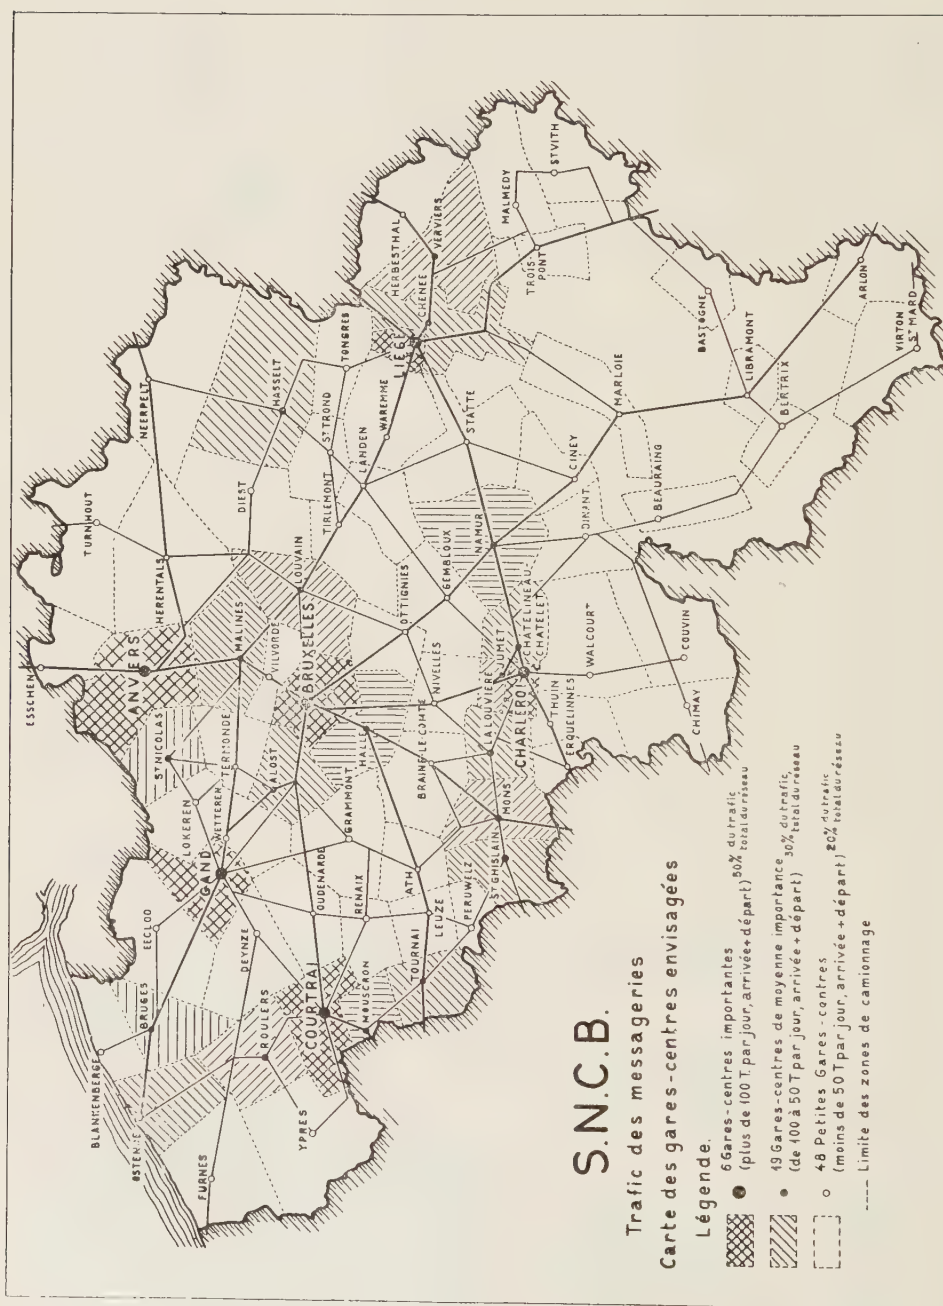 S.N.C.B.
Trafic des messageries
Carte des gares-centres envisagées
Légende.
6 Gares-centres importantes
(plus de 100 T. par jour, arrivée + départ) 50% du trafic total du réseau
19 Gares-centres de moyenne importance
(de 100 à 50 T par jour, arrivée + départ) 30% du trafic, total du réseau
48 Petites Gares-centres
(moins de 50 T par jour, arrivée + départ) 20% du trafic total du réseau
Limite des zones de camionnage
BLANKENBERGE
OSTENDE
FURNES
BRUGES
EECLOO
DEYNZE
ROULERS
YPRES
COURTRAI
MOUSCRON
TOURNAI
LEUZE
PERUWELZ
ST GHISLAIN
MONS
ATH
RENAIX
OUDENARDE
GRAMMONT
GAND
WETTEREN
LOKEREN
ST NICOLAS
TERMONDE
ALOST
HALLE
BRAINE-LE-COMTE
NIVELLES
LA LOUVIERE
JUMET
CHARLEROI
CHATELINEAU
CHATELET
THUIN
ERQUELINNES
WALCOURT
COUVIN
CHIMAY
ESSCHEN
ANVERS
TURNHOUT
HERENTALS
MALINES
VILVORDE
BRUXELLES
LOUVAIN
OTTIGNIES
GEMBLOUX
NAMUR
DINANT
BEAURAING
CINEY
MARLOIE
STATTE
LANDEN
TIRLEMONT
ST TROND
WAREMME
DIEST
HASSELT
NEERPELT
TONGRES
LIEGE
CHENEE
HERBESTHAL
VERVIERS
MALMEDY
ST VITH
TROIS-PONT
BASTOGNE
LIBRAMONT
BERTRIX
ARLON
VIRTON
ST MARD